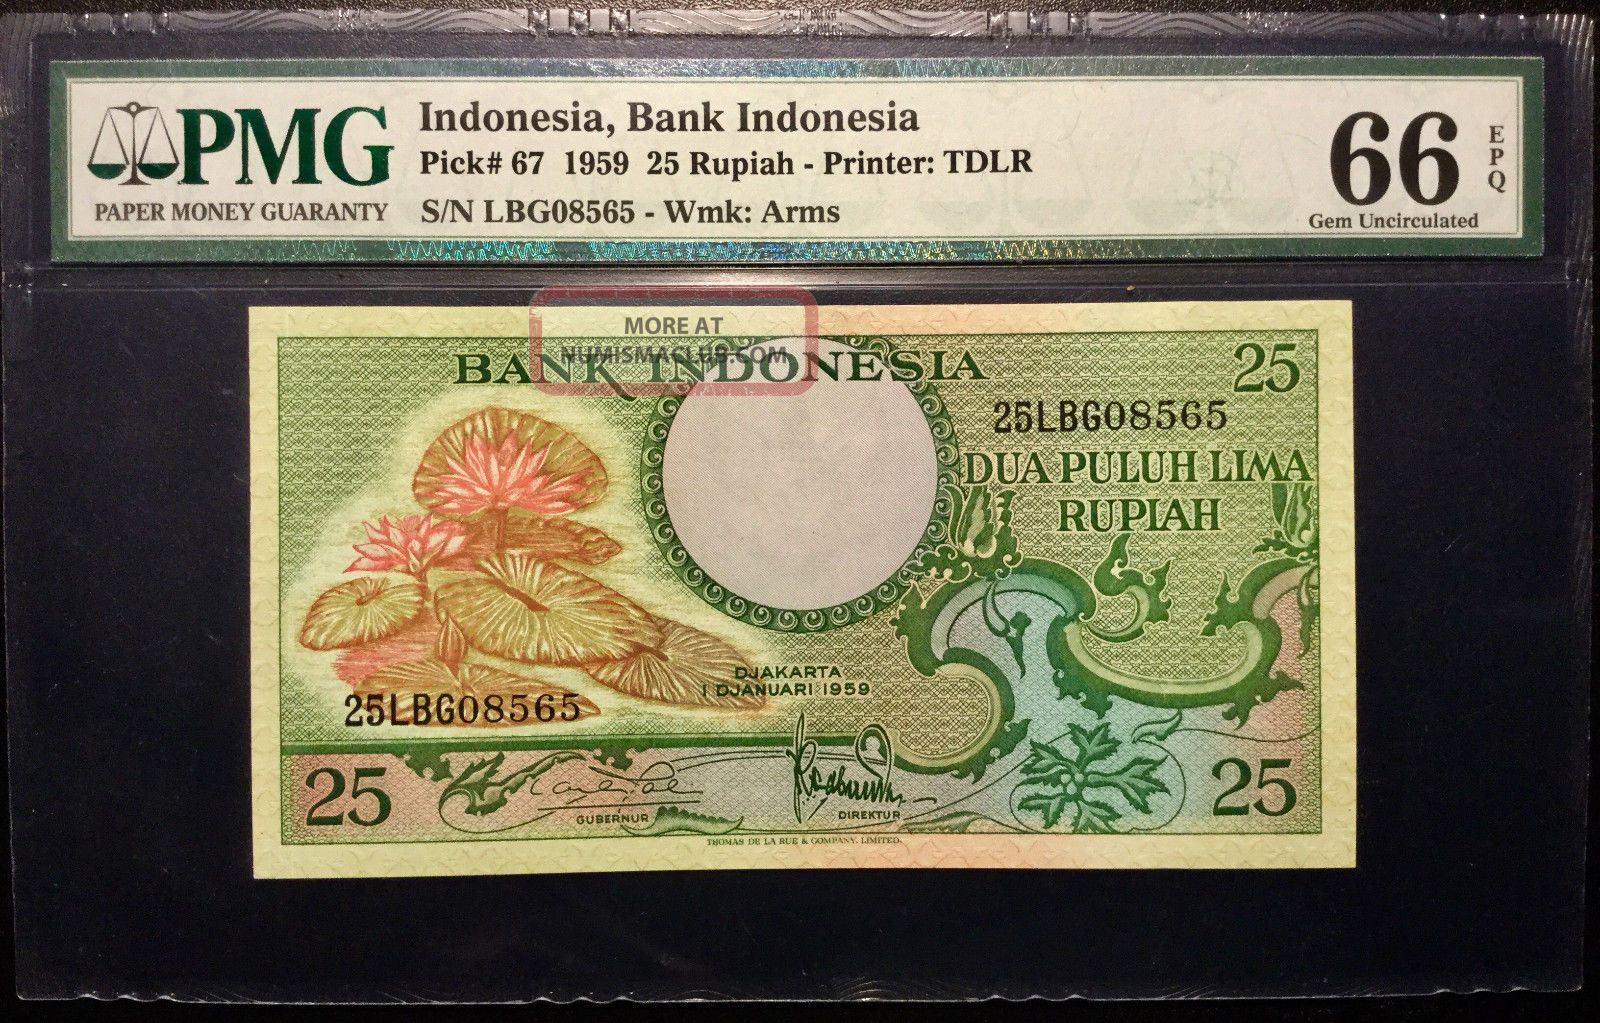 PMG
PAPER MONEY GUARANTY
Indonesia, Bank Indonesia
Pick# 67 1959 25 Rupiah - Printer: TDLR
S/N LBG08565 - Wmk: Arms
66
EPQ
Gem Uncirculated
MORE AT
NUMISMACLUB.COM
BANK INDONESIA
25
25LBG08565
DUA PULUH LIMA
RUPIAH
DJAKARTA
1 DJANUARI 1959
25LBG08565
25
GUBERNUR
DIREKTUR
25
THOMAS DE LA RUE & COMPANY, LIMITED.